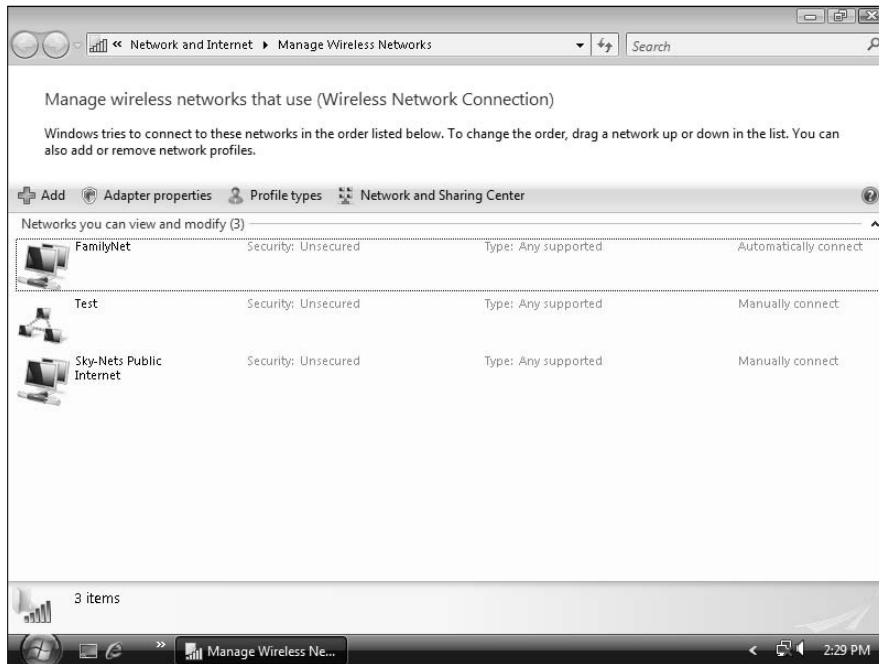 « Network and Internet ▸ Manage Wireless Networks
Search
Manage wireless networks that use (Wireless Network Connection)
Windows tries to connect to these networks in the order listed below. To change the order, drag a network up or down in the list. You can
also add or remove network profiles.
Add Adapter properties Profile types Network and Sharing Center
Networks you can view and modify (3)
FamilyNet Security: Unsecured Type: Any supported Automatically connect
Test Security: Unsecured Type: Any supported Manually connect
Sky-Nets Public Security: Unsecured Type: Any supported Manually connect
Internet
3 items
» Manage Wireless Ne... 2:29 PM